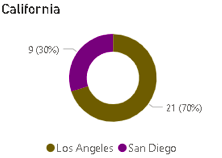 California
9 (30%)
21 (70%)
Los Angeles San Diego